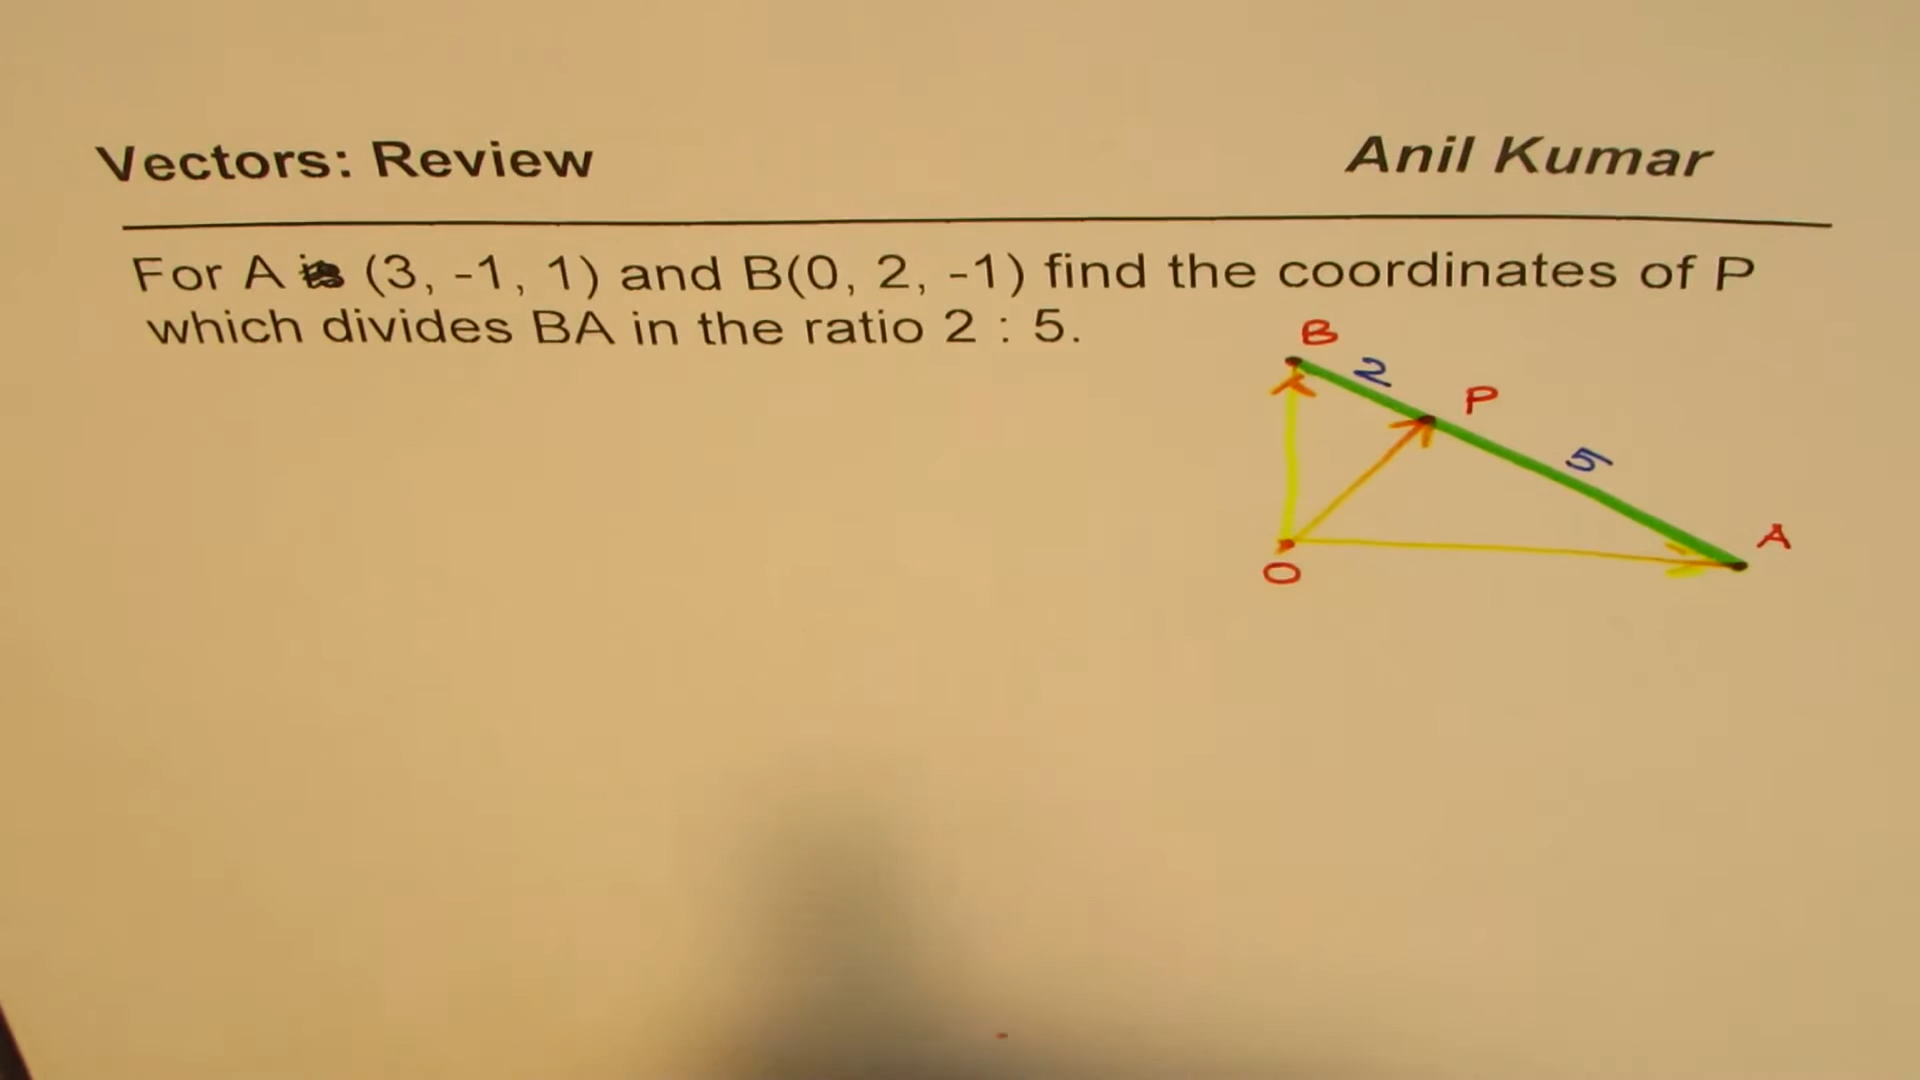 Vectors: Review
Anil Kumar
For A (3, -1, 1) and B(0, 2, -1) find the coordinates of P
which divides BA in the ratio 2 : 5.
B
2
P
5
A
O